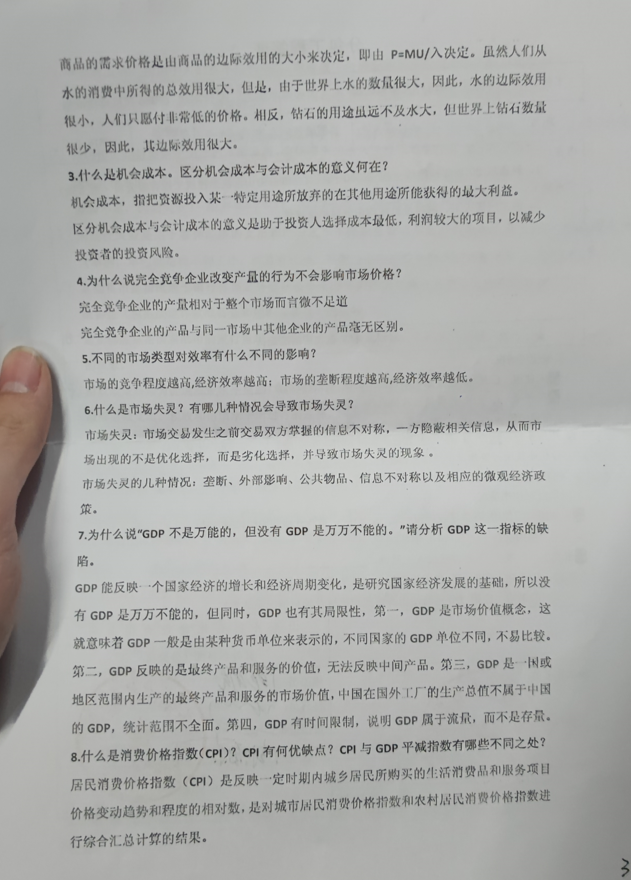 商品的需求价格是由商品的边际效用的大小来决定，即由 P=MU/入决定。虽然人们从
水的消费中所得的总效用很大，但是，由于世界上水的数量很大，因此，水的边际效用
很小，人们只愿付非常低的价格。相反，钻石的用途虽远不及水大，但世界上钻石数量
很少，因此，其边际效用很大。
3.什么是机会成本。区分机会成本与会计成本的意义何在？
机会成本，指把资源投入某一特定用途所放弃的在其他用途所能获得的最大利益。
区分机会成本与会计成本的意义是助于投资人选择成本最低，利润较大的项目，以减少
投资者的投资风险。
4.为什么说完全竞争企业改变产量的行为不会影响市场价格？
完全竞争企业的产量相对于整个市场而言微不足道
完全竞争企业的产品与同一市场中其他企业的产品毫无区别。
5.不同的市场类型对效率有什么不同的影响？
市场的竞争程度越高,经济效率越高；市场的垄断程度越高,经济效率越低。
6.什么是市场失灵？有哪几种情况会导致市场失灵？
市场失灵：市场交易发生之前交易双方掌握的信息不对称，一方隐蔽相关信息，从而市
场出现的不是优化选择，而是劣化选择，并导致市场失灵的现象 。
市场失灵的几种情况：垄断、外部影响、公共物品、信息不对称以及相应的微观经济政
策。
7.为什么说“GDP 不是万能的，但没有 GDP 是万万不能的。”请分析 GDP 这一指标的缺
陷。
GDP 能反映一个国家经济的增长和经济周期变化，是研究国家经济发展的基础，所以没
有 GDP 是万万不能的，但同时，GDP 也有其局限性，第一，GDP 是市场价值概念，这
就意味着 GDP 一般是由某种货币单位来表示的，不同国家的 GDP 单位不同，不易比较。
第二，GDP 反映的是最终产品和服务的价值，无法反映中间产品。第三，GDP 是一国或
地区范围内生产的最终产品和服务的市场价值，中国在国外工厂的生产总值不属于中国
的 GDP，统计范围不全面。第四，GDP 有时间限制，说明 GDP 属于流量，而不是存量。
8.什么是消费价格指数（CPI）？CPI 有何优缺点？CPI 与 GDP 平减指数有哪些不同之处？
居民消费价格指数（CPI）是反映一定时期内城乡居民所购买的生活消费品和服务项目
价格变动趋势和程度的相对数，是对城市居民消费价格指数和农村居民消费价格指数进
行综合汇总计算的结果。
3